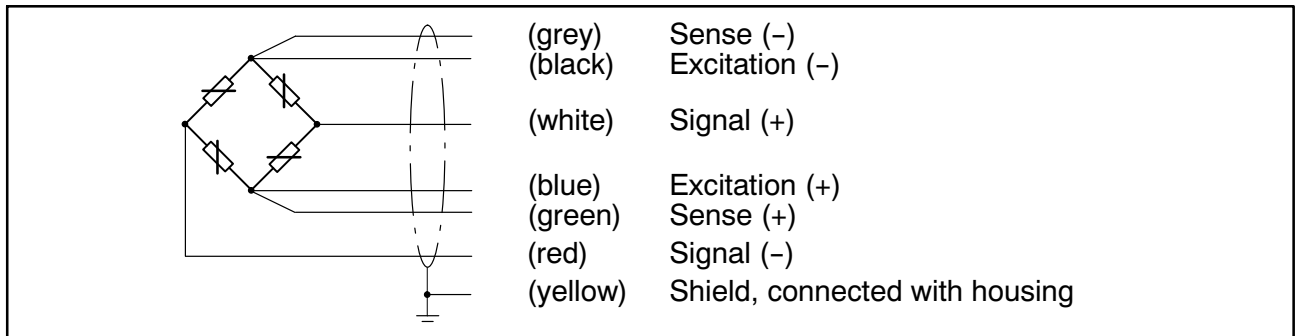 (grey) Sense (–)
(black) Excitation (–)
(white) Signal (+)
(blue) Excitation (+)
(green) Sense (+)
(red) Signal (–)
(yellow) Shield, connected with housing